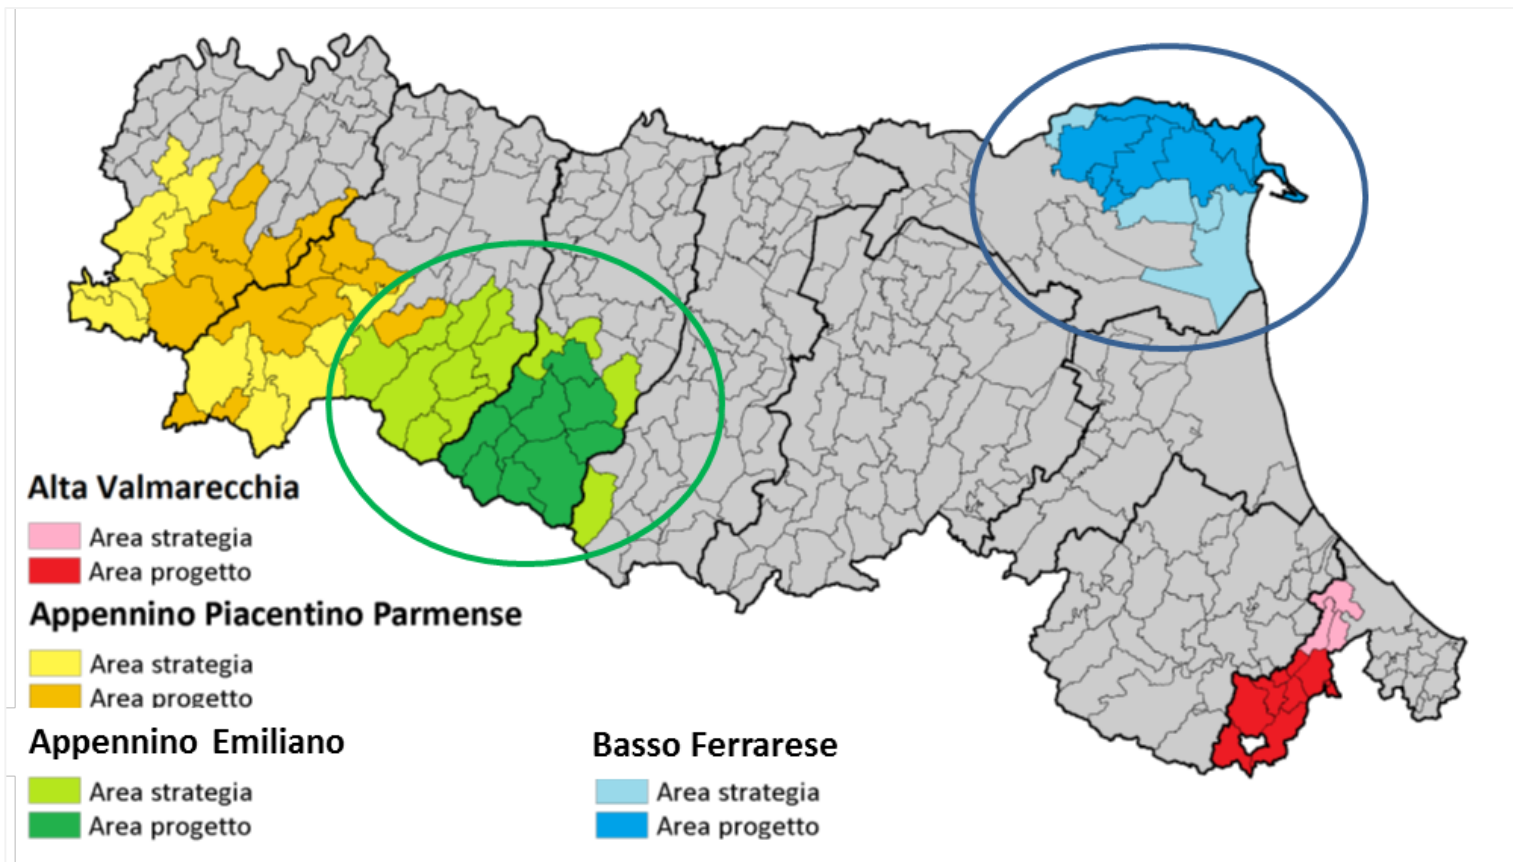 Alta Valmarecchia
Area strategia
Area progetto
Appennino Piacentino Parmense
Area strategia
Area progetto
Appennino Emiliano
Area strategia
Area progetto
Basso Ferrarese
Area strategia
Area progetto